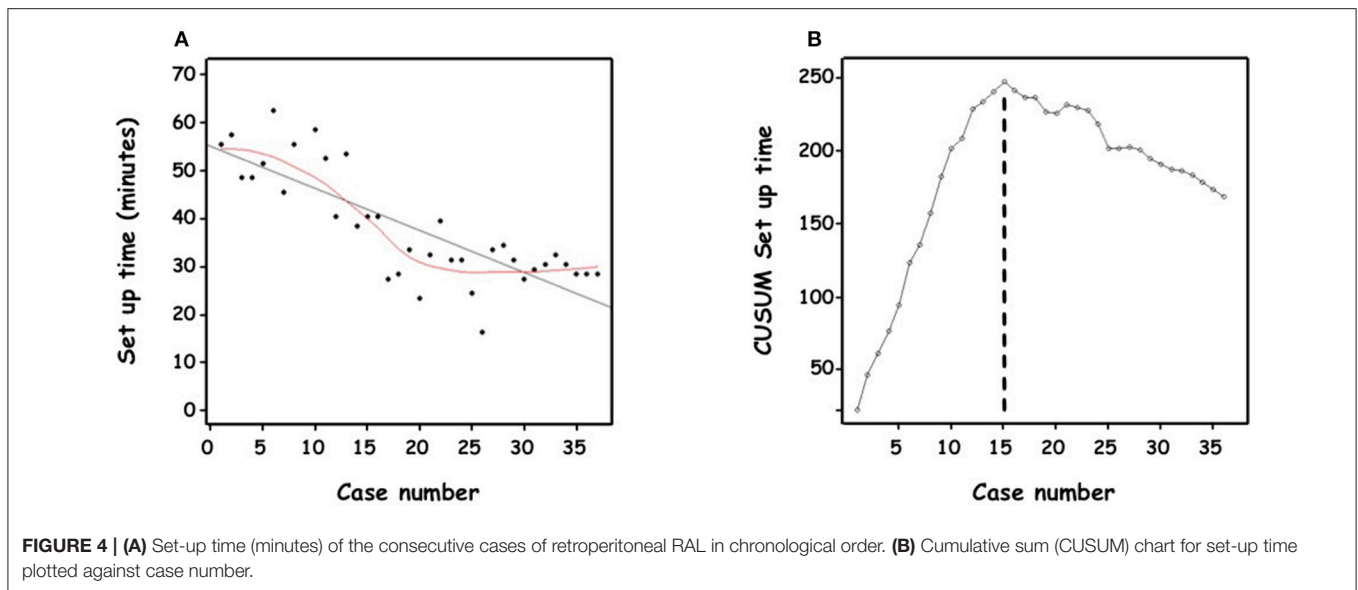 A
B
70
60
50
40
30
20
10
0
Set up time (minutes)
0 5 10 15 20 25 30 35
Case number
250
200
150
100
50
CUSUM Set up time
5 10 15 20 25 30 35
Case number
FIGURE 4 | (A) Set-up time (minutes) of the consecutive cases of retroperitoneal RAL in chronological order. (B) Cumulative sum (CUSUM) chart for set-up time
plotted against case number.